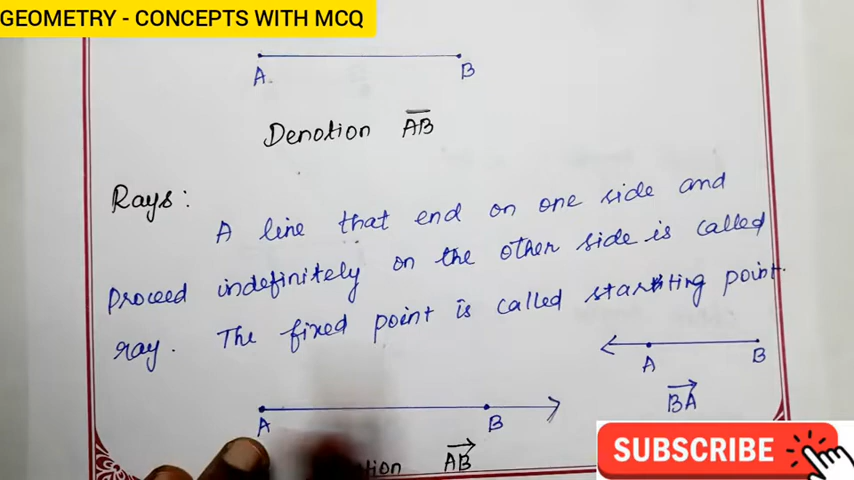 GEOMETRY - CONCEPTS WITH MCQ
A B
Denotion AB
Rays:
A line that end on one side and
proceed indefinitely on the other side is called
ray. The fixed point is called starting point.
A B
BA
A B
AB
SUBSCRIBE